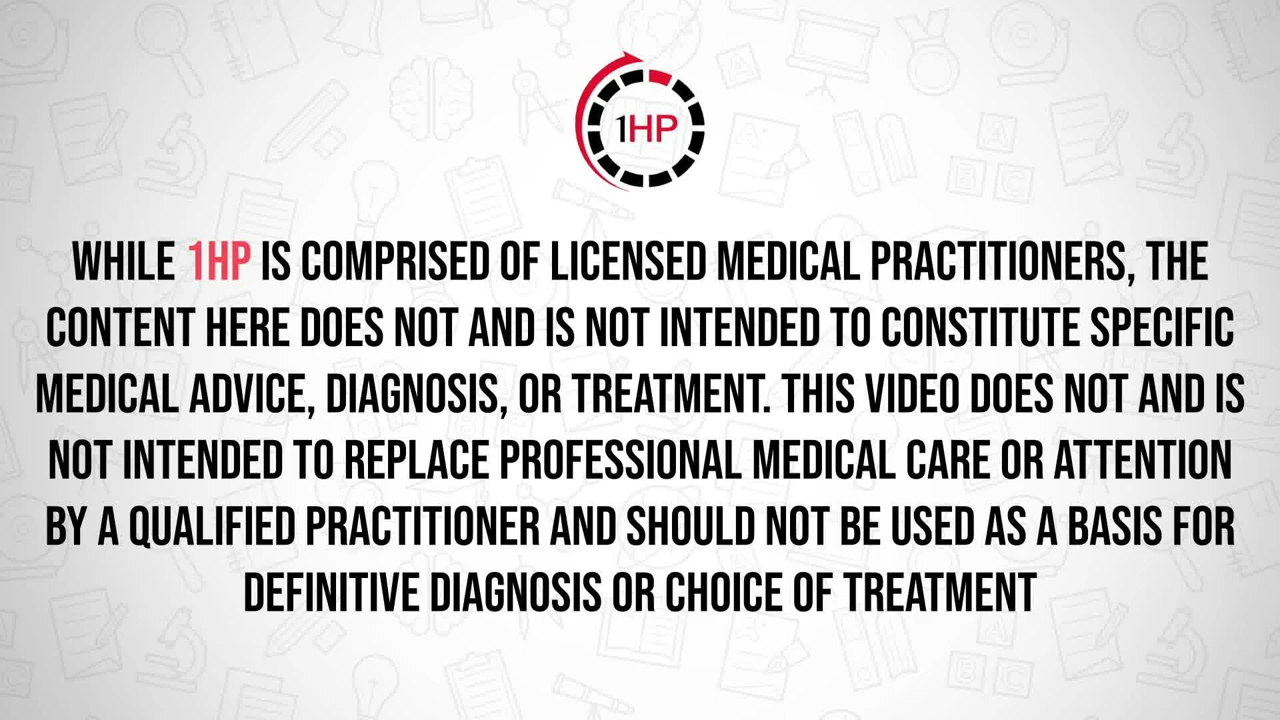 1HP
WHILE 1HP IS COMPRISED OF LICENSED MEDICAL PRACTITIONERS, THE
CONTENT HERE DOES NOT AND IS NOT INTENDED TO CONSTITUTE SPECIFIC
MEDICAL ADVICE, DIAGNOSIS, OR TREATMENT. THIS VIDEO DOES NOT AND IS
NOT INTENDED TO REPLACE PROFESSIONAL MEDICAL CARE OR ATTENTION
BY A QUALIFIED PRACTITIONER AND SHOULD NOT BE USED AS A BASIS FOR
DEFINITIVE DIAGNOSIS OR CHOICE OF TREATMENT